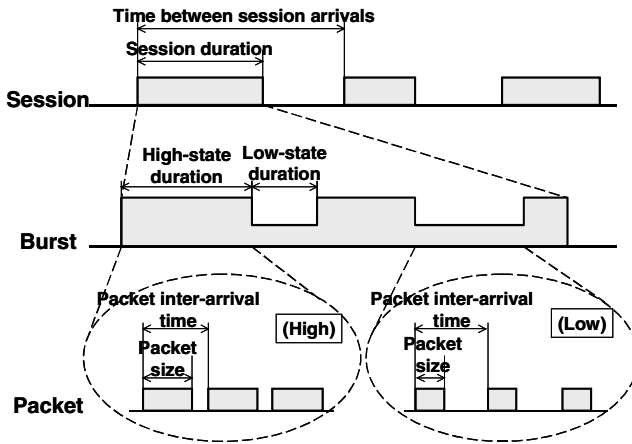 Time between session arrivals
Session duration
Session
High-state
duration
Low-state
duration
Burst
Packet inter-arrival
time
(High)
Packet
size
Packet inter-arrival
time
(Low)
Packet
size
Packet